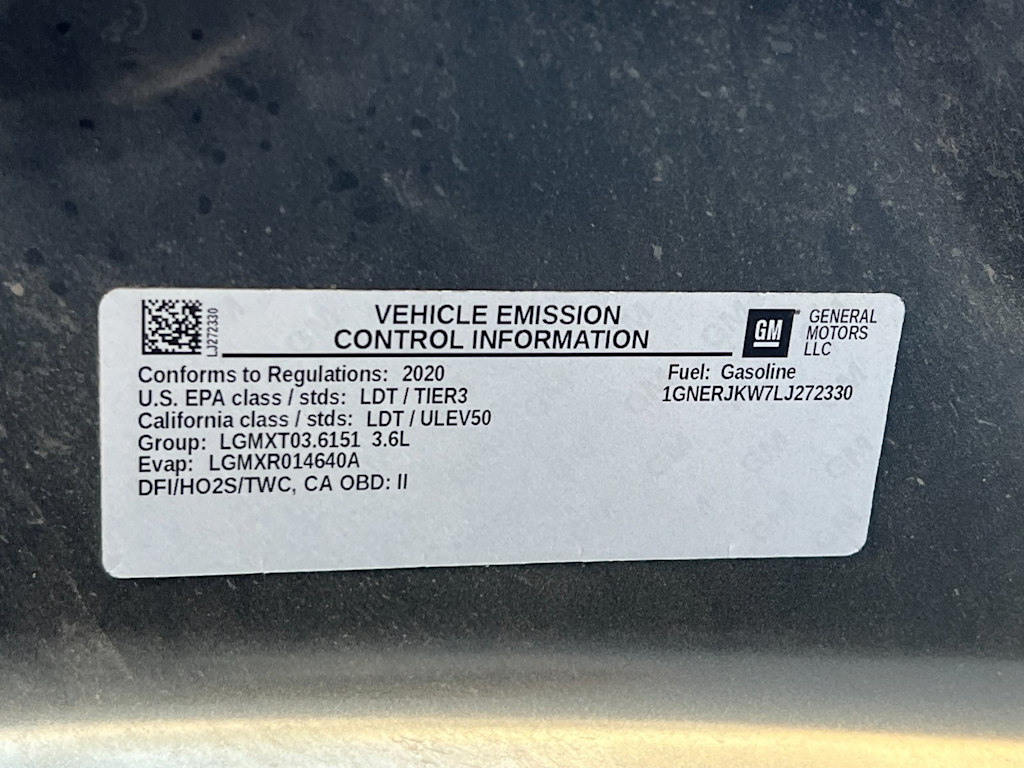 LJ272330
VEHICLE EMISSION
CONTROL INFORMATION
GM
GENERAL
MOTORS
LLC
Conforms to Regulations: 2020
U.S. EPA class / stds: LDT / TIER3
California class / stds: LDT / ULEV50
Group: LGMXT03.6151 3.6L
Evap: LGMXR014640A
DFI/HO2S/TWC, CA OBD: II
Fuel: Gasoline
1GNERJKW7LJ272330